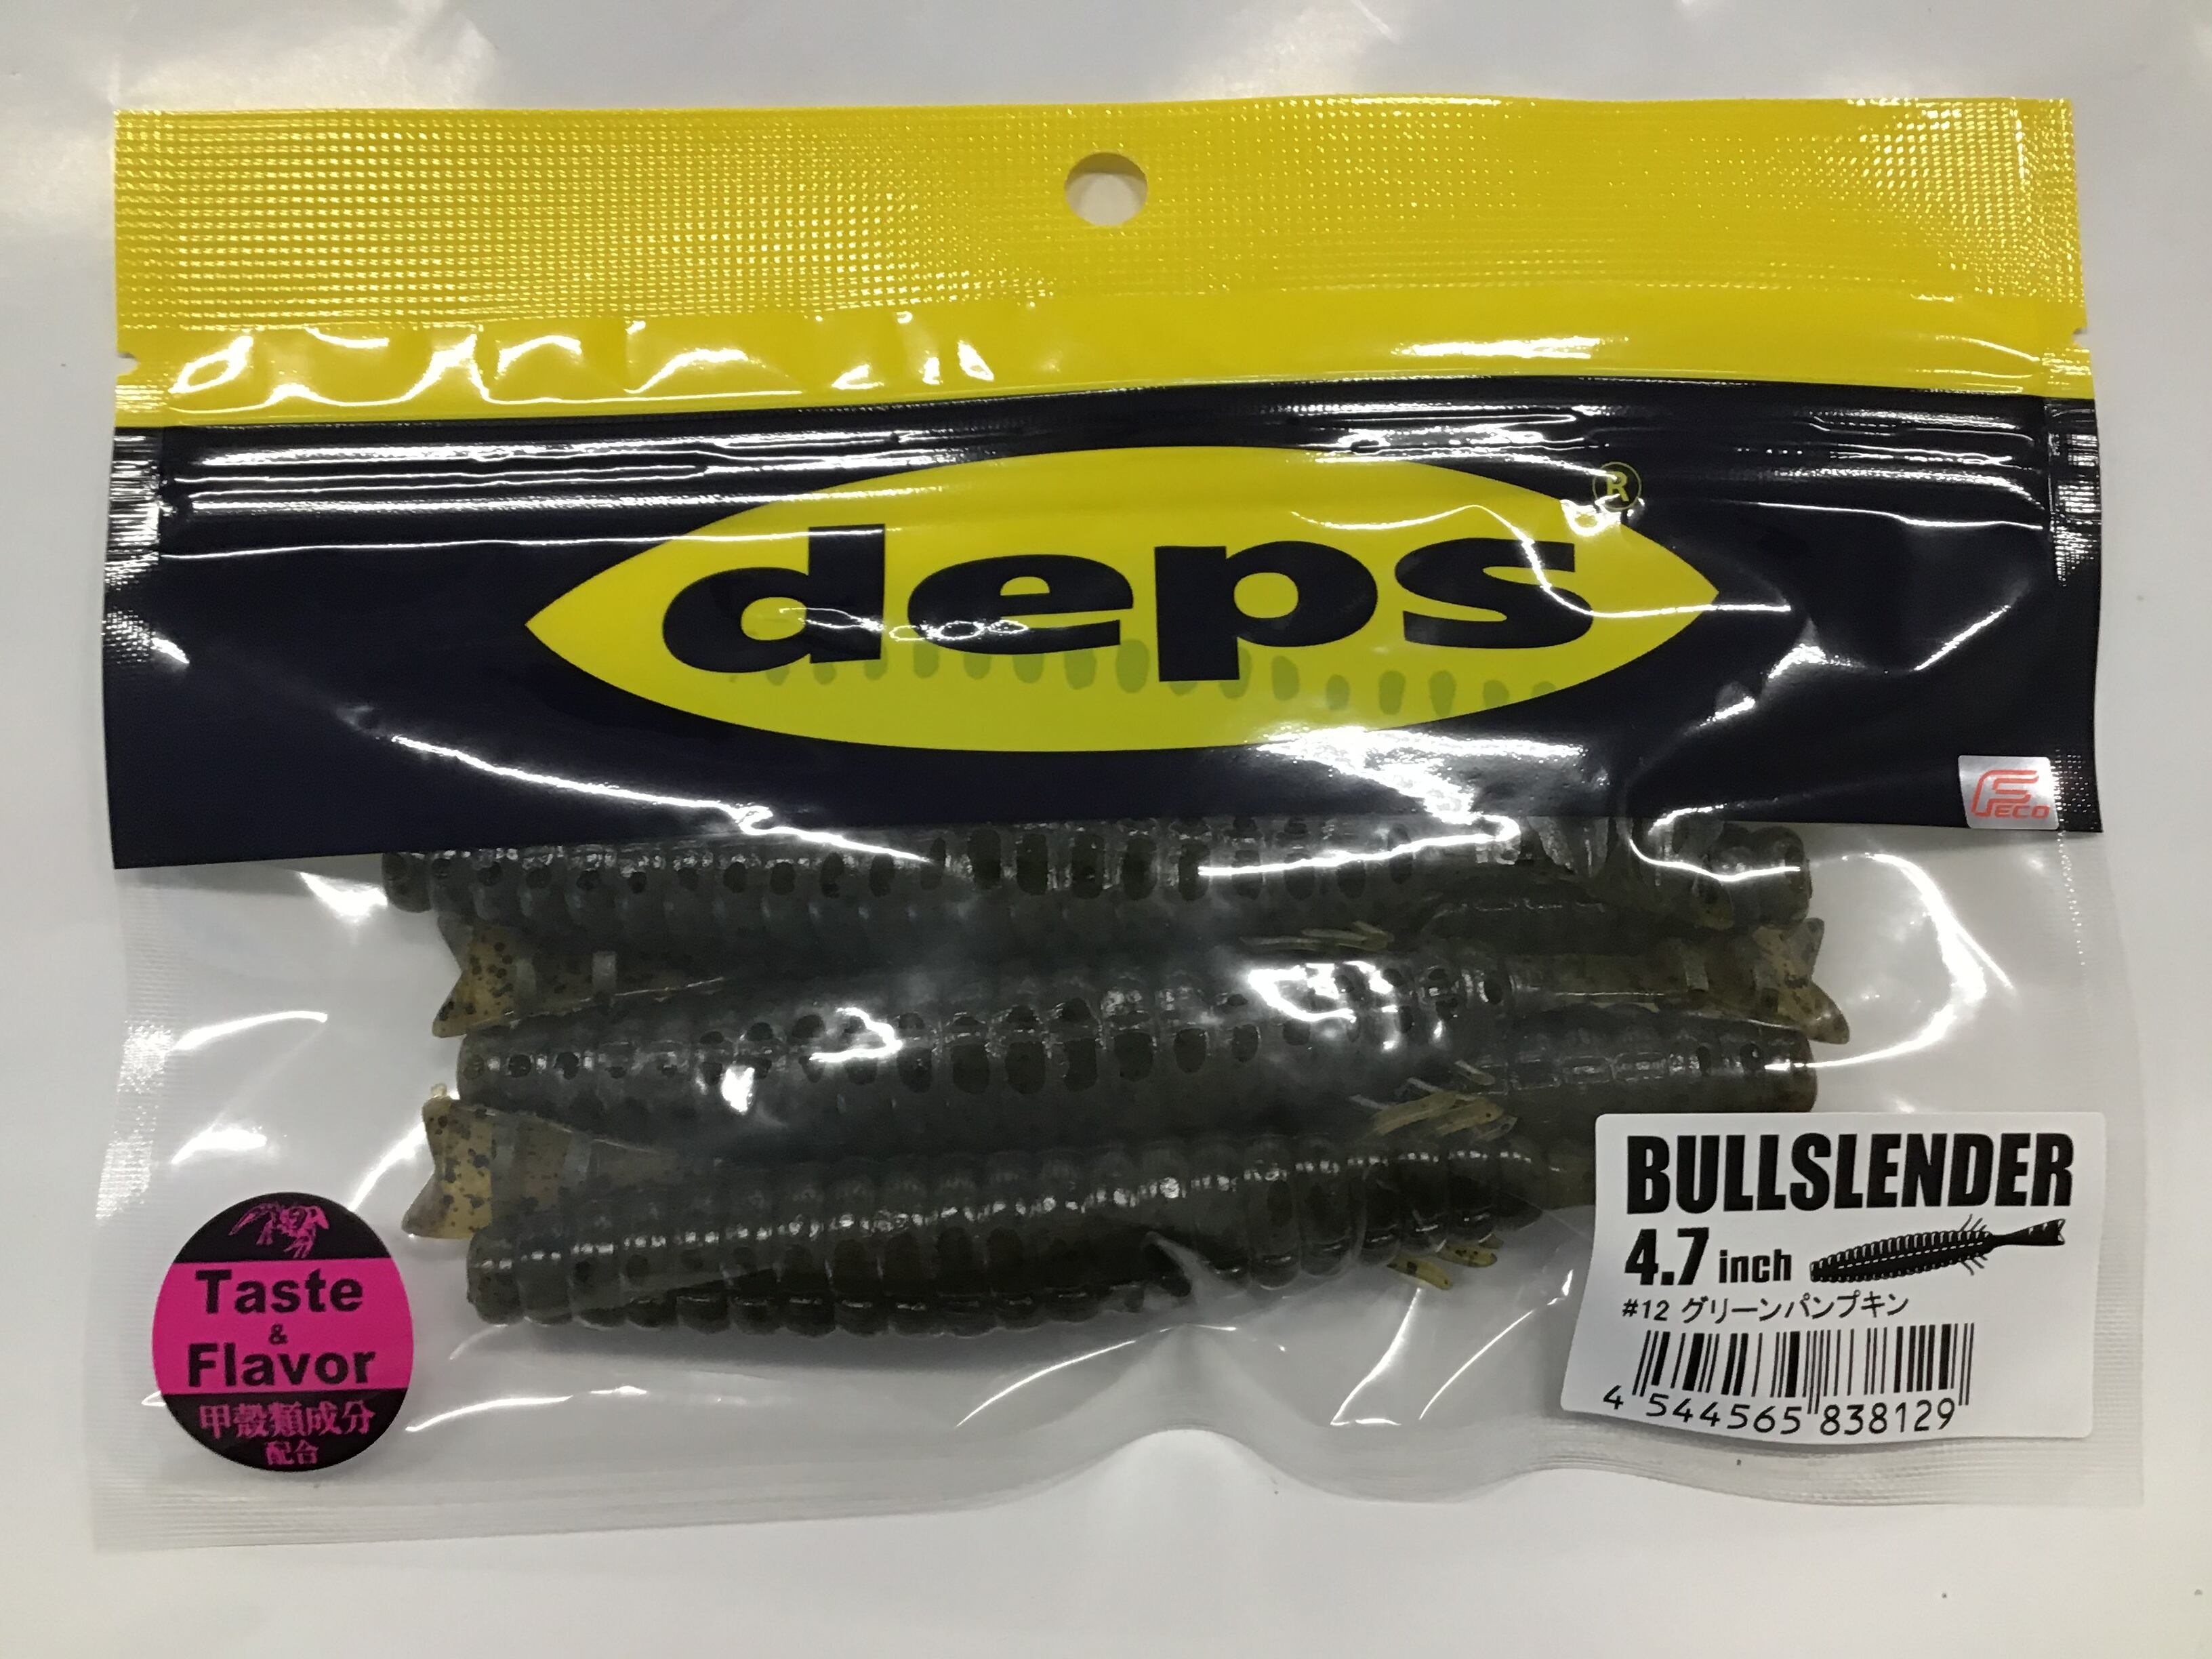 deps®
FECO
BULLSLENDER
4.7 inch
#12 グリーンパンプキン
4 544565 838129
Taste
&
Flavor
甲殻類成分
配合